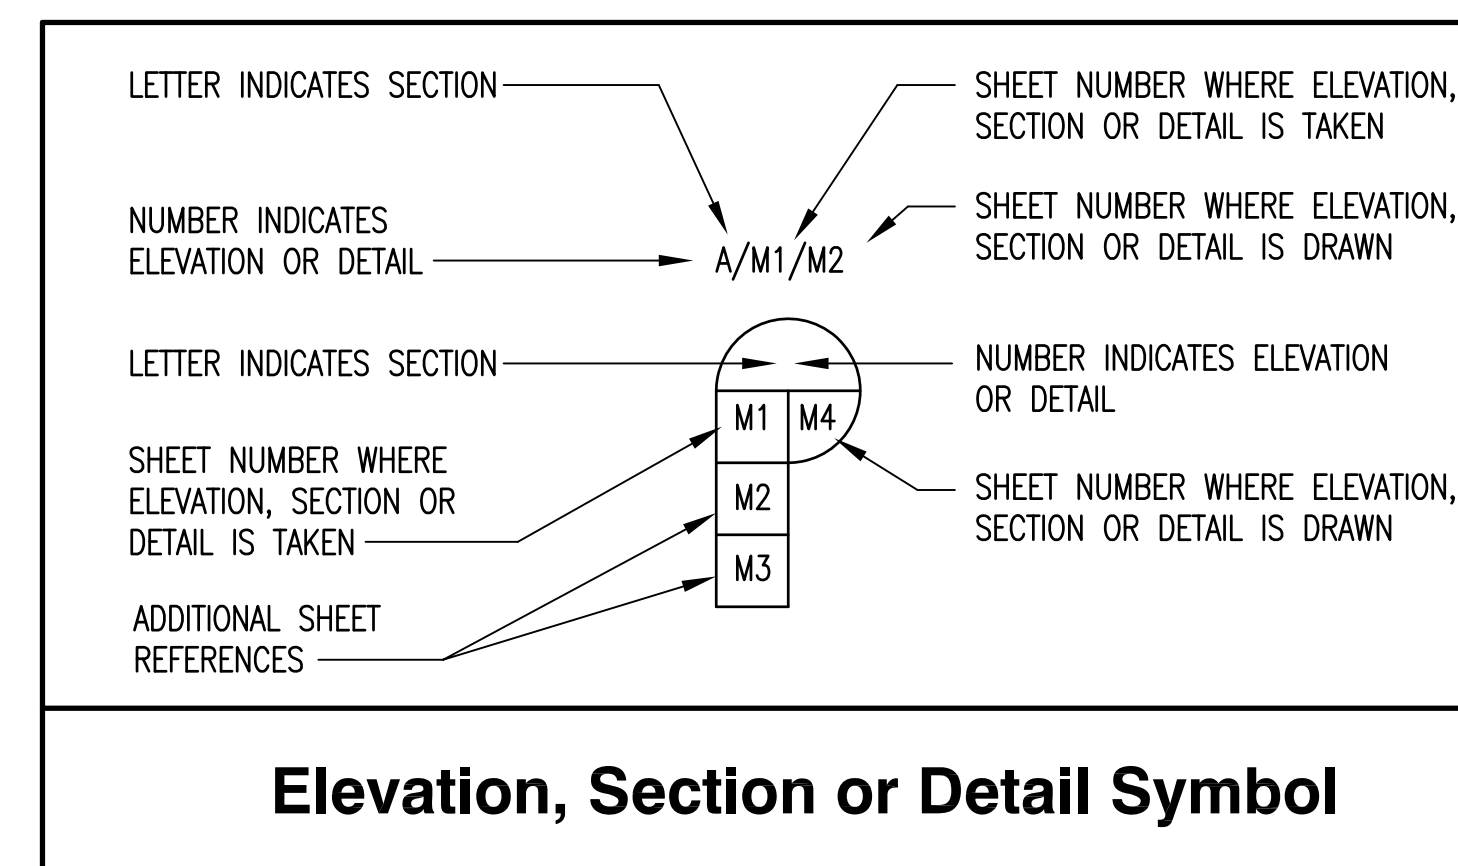 LETTER INDICATES SECTION
SHEET NUMBER WHERE ELEVATION,
SECTION OR DETAIL IS TAKEN
NUMBER INDICATES
ELEVATION OR DETAIL
A/M1/M2
SHEET NUMBER WHERE ELEVATION,
SECTION OR DETAIL IS DRAWN
LETTER INDICATES SECTION
NUMBER INDICATES ELEVATION
OR DETAIL
M1 M4
SHEET NUMBER WHERE
ELEVATION, SECTION OR
DETAIL IS TAKEN
M2
SHEET NUMBER WHERE ELEVATION,
SECTION OR DETAIL IS DRAWN
M3
ADDITIONAL SHEET
REFERENCES
Elevation, Section or Detail Symbol